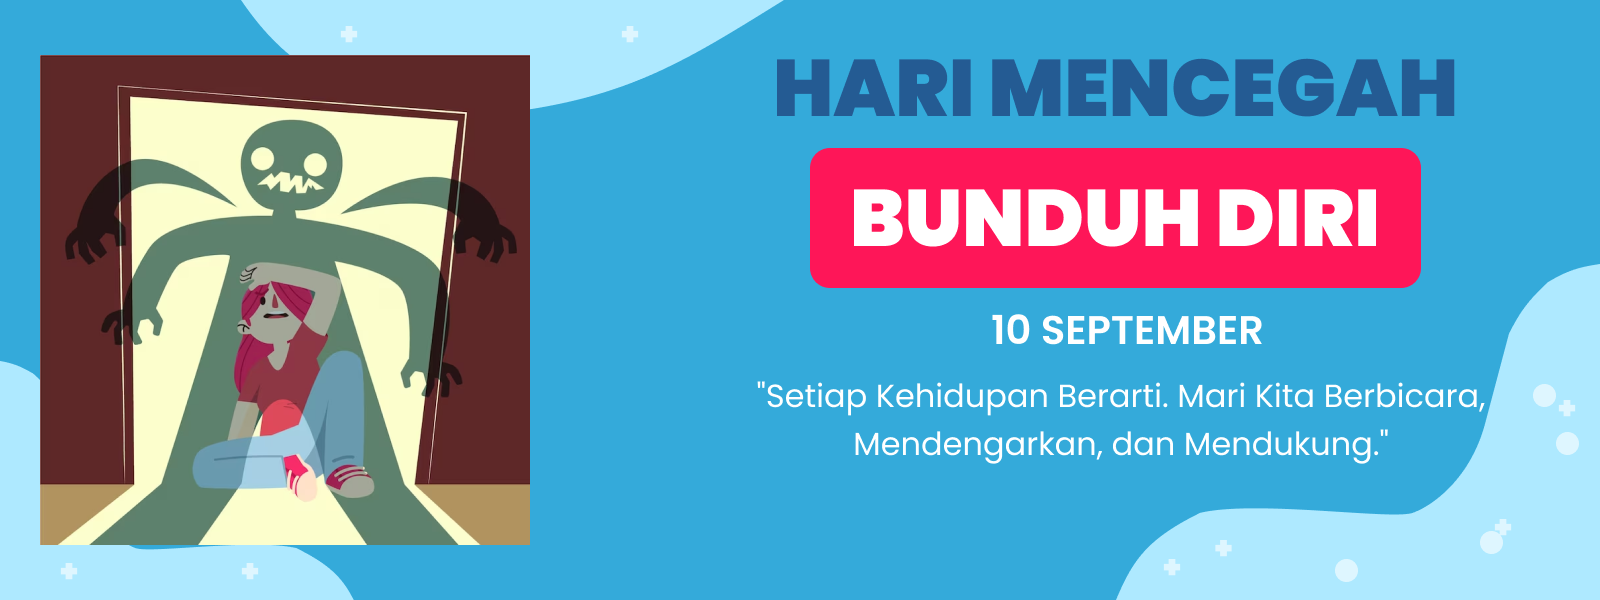 HARI MENCEGAH
BUNDUH DIRI
10 SEPTEMBER
"Setiap Kehidupan Berarti. Mari Kita Berbicara,
Mendengarkan, dan Mendukung."